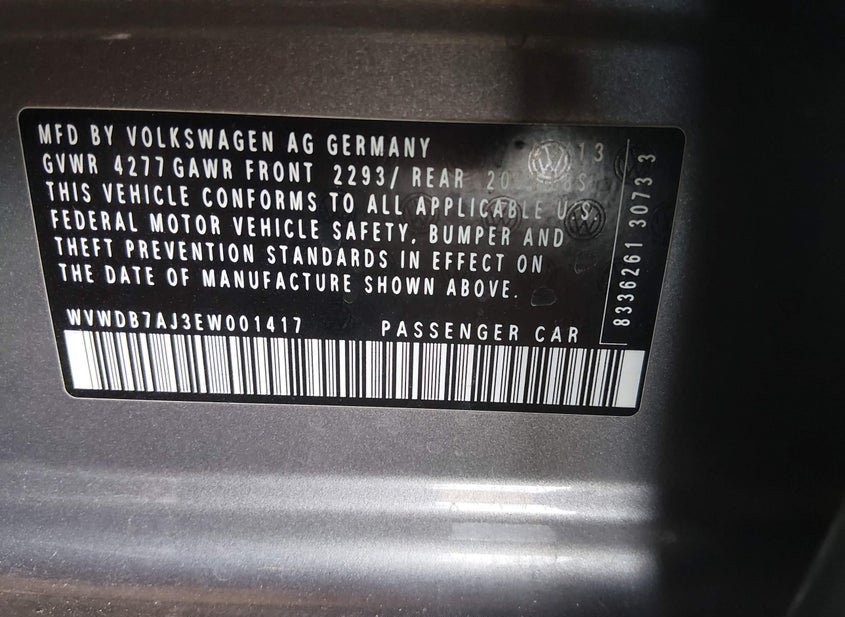 MFD BY VOLKSWAGEN AG GERMANY 13
GVWR 4277 GAWR FRONT 2293/ REAR
THIS VEHICLE CONFORMS TO ALL APPLICABLE U.S.
FEDERAL MOTOR VEHICLE SAFETY, BUMPER AND
THEFT PREVENTION STANDARDS IN EFFECT ON
THE DATE OF MANUFACTURE SHOWN ABOVE.
WVWDB7AJ3EW001417 PASSENGER CAR
8336261 3073 3